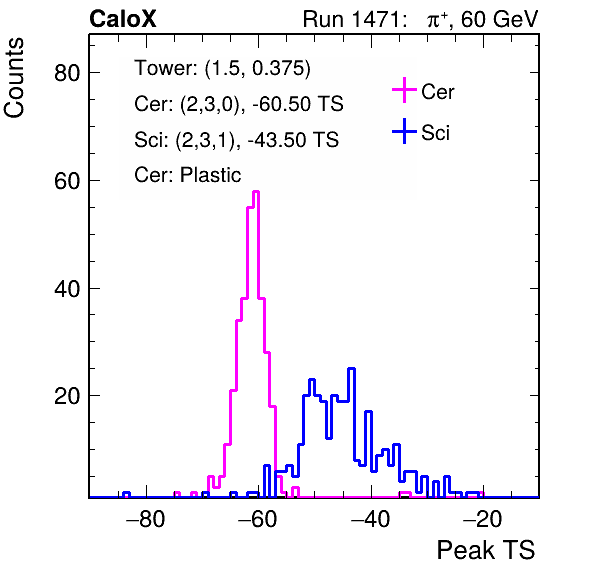 CaloX Run 1471: π⁺, 60 GeV
Counts
Tower: (1.5, 0.375)
Cer: (2,3,0), -60.50 TS
Sci: (2,3,1), -43.50 TS
Cer: Plastic
Cer
Sci
80
60
40
20
−80 −60 −40 −20
Peak TS